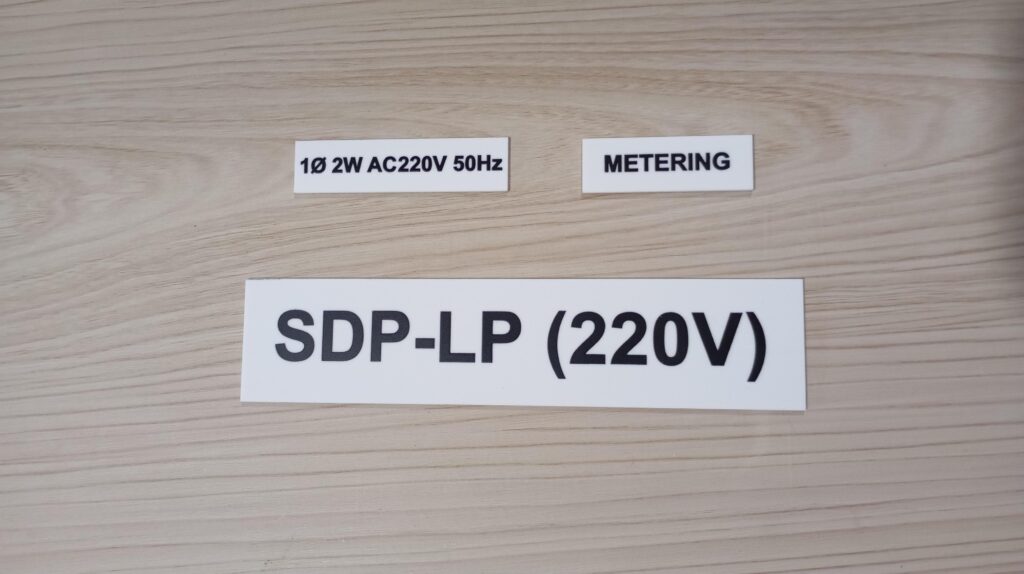 1Ø 2W AC220V 50Hz
METERING
SDP-LP (220V)